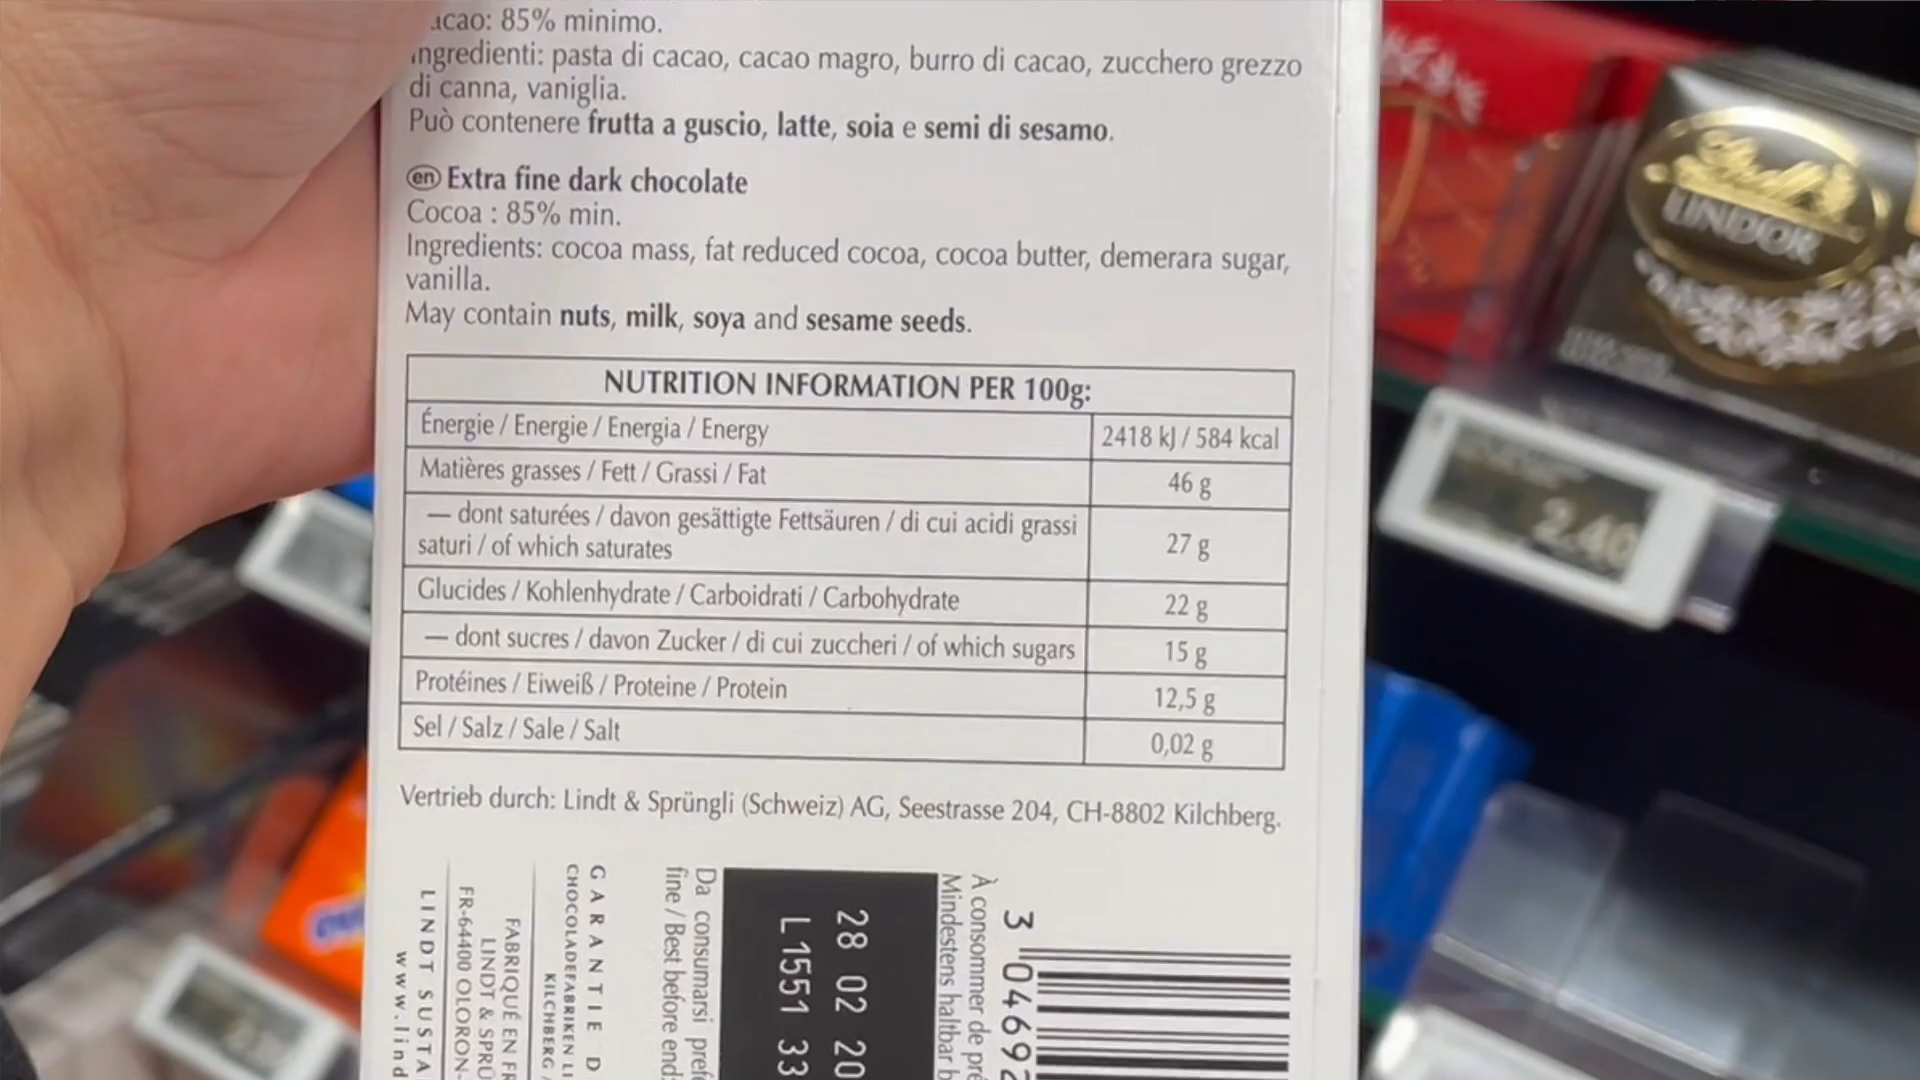 acao: 85% minimo.
ingredienti: pasta di cacao, cacao magro, burro di cacao, zucchero grezzo
di canna, vaniglia.
Può contenere frutta a guscio, latte, soia e semi di sesamo.
en Extra fine dark chocolate
Cocoa : 85% min.
Ingredients: cocoa mass, fat reduced cocoa, cocoa butter, demerara sugar,
vanilla.
May contain nuts, milk, soya and sesame seeds.
NUTRITION INFORMATION PER 100g:
Énergie / Energie / Energia / Energy 2418 kJ / 584 kcal
Matières grasses / Fett / Grassi / Fat 46 g
— dont saturées / davon gesättigte Fettsäuren / di cui acidi grassi
saturi / of which saturates 27 g
Glucides / Kohlenhydrate / Carboidrati / Carbohydrate 22 g
— dont sucres / davon Zucker / di cui zuccheri / of which sugars 15 g
Protéines / Eiweiß / Proteine / Protein 12,5 g
Sel / Salz / Sale / Salt 0,02 g
Vertrieb durch: Lindt & Sprüngli (Schweiz) AG, Seestrasse 204, CH-8802 Kilchberg.
3 04692
À consommer de pré
Mindestens haltbar b
28 02 20
L1551 33
Da consumarsi pref
fine / Best before end:
GARANTIE D
CHOCOLADEFABRIKEN LI
KILCHBERG /
FABRIQUÉ EN FR
LINDT & SPRÜ
FR-64400 OLORON-
LINDT SUSTA
www.lind
Lindt
LINDOR
2.40